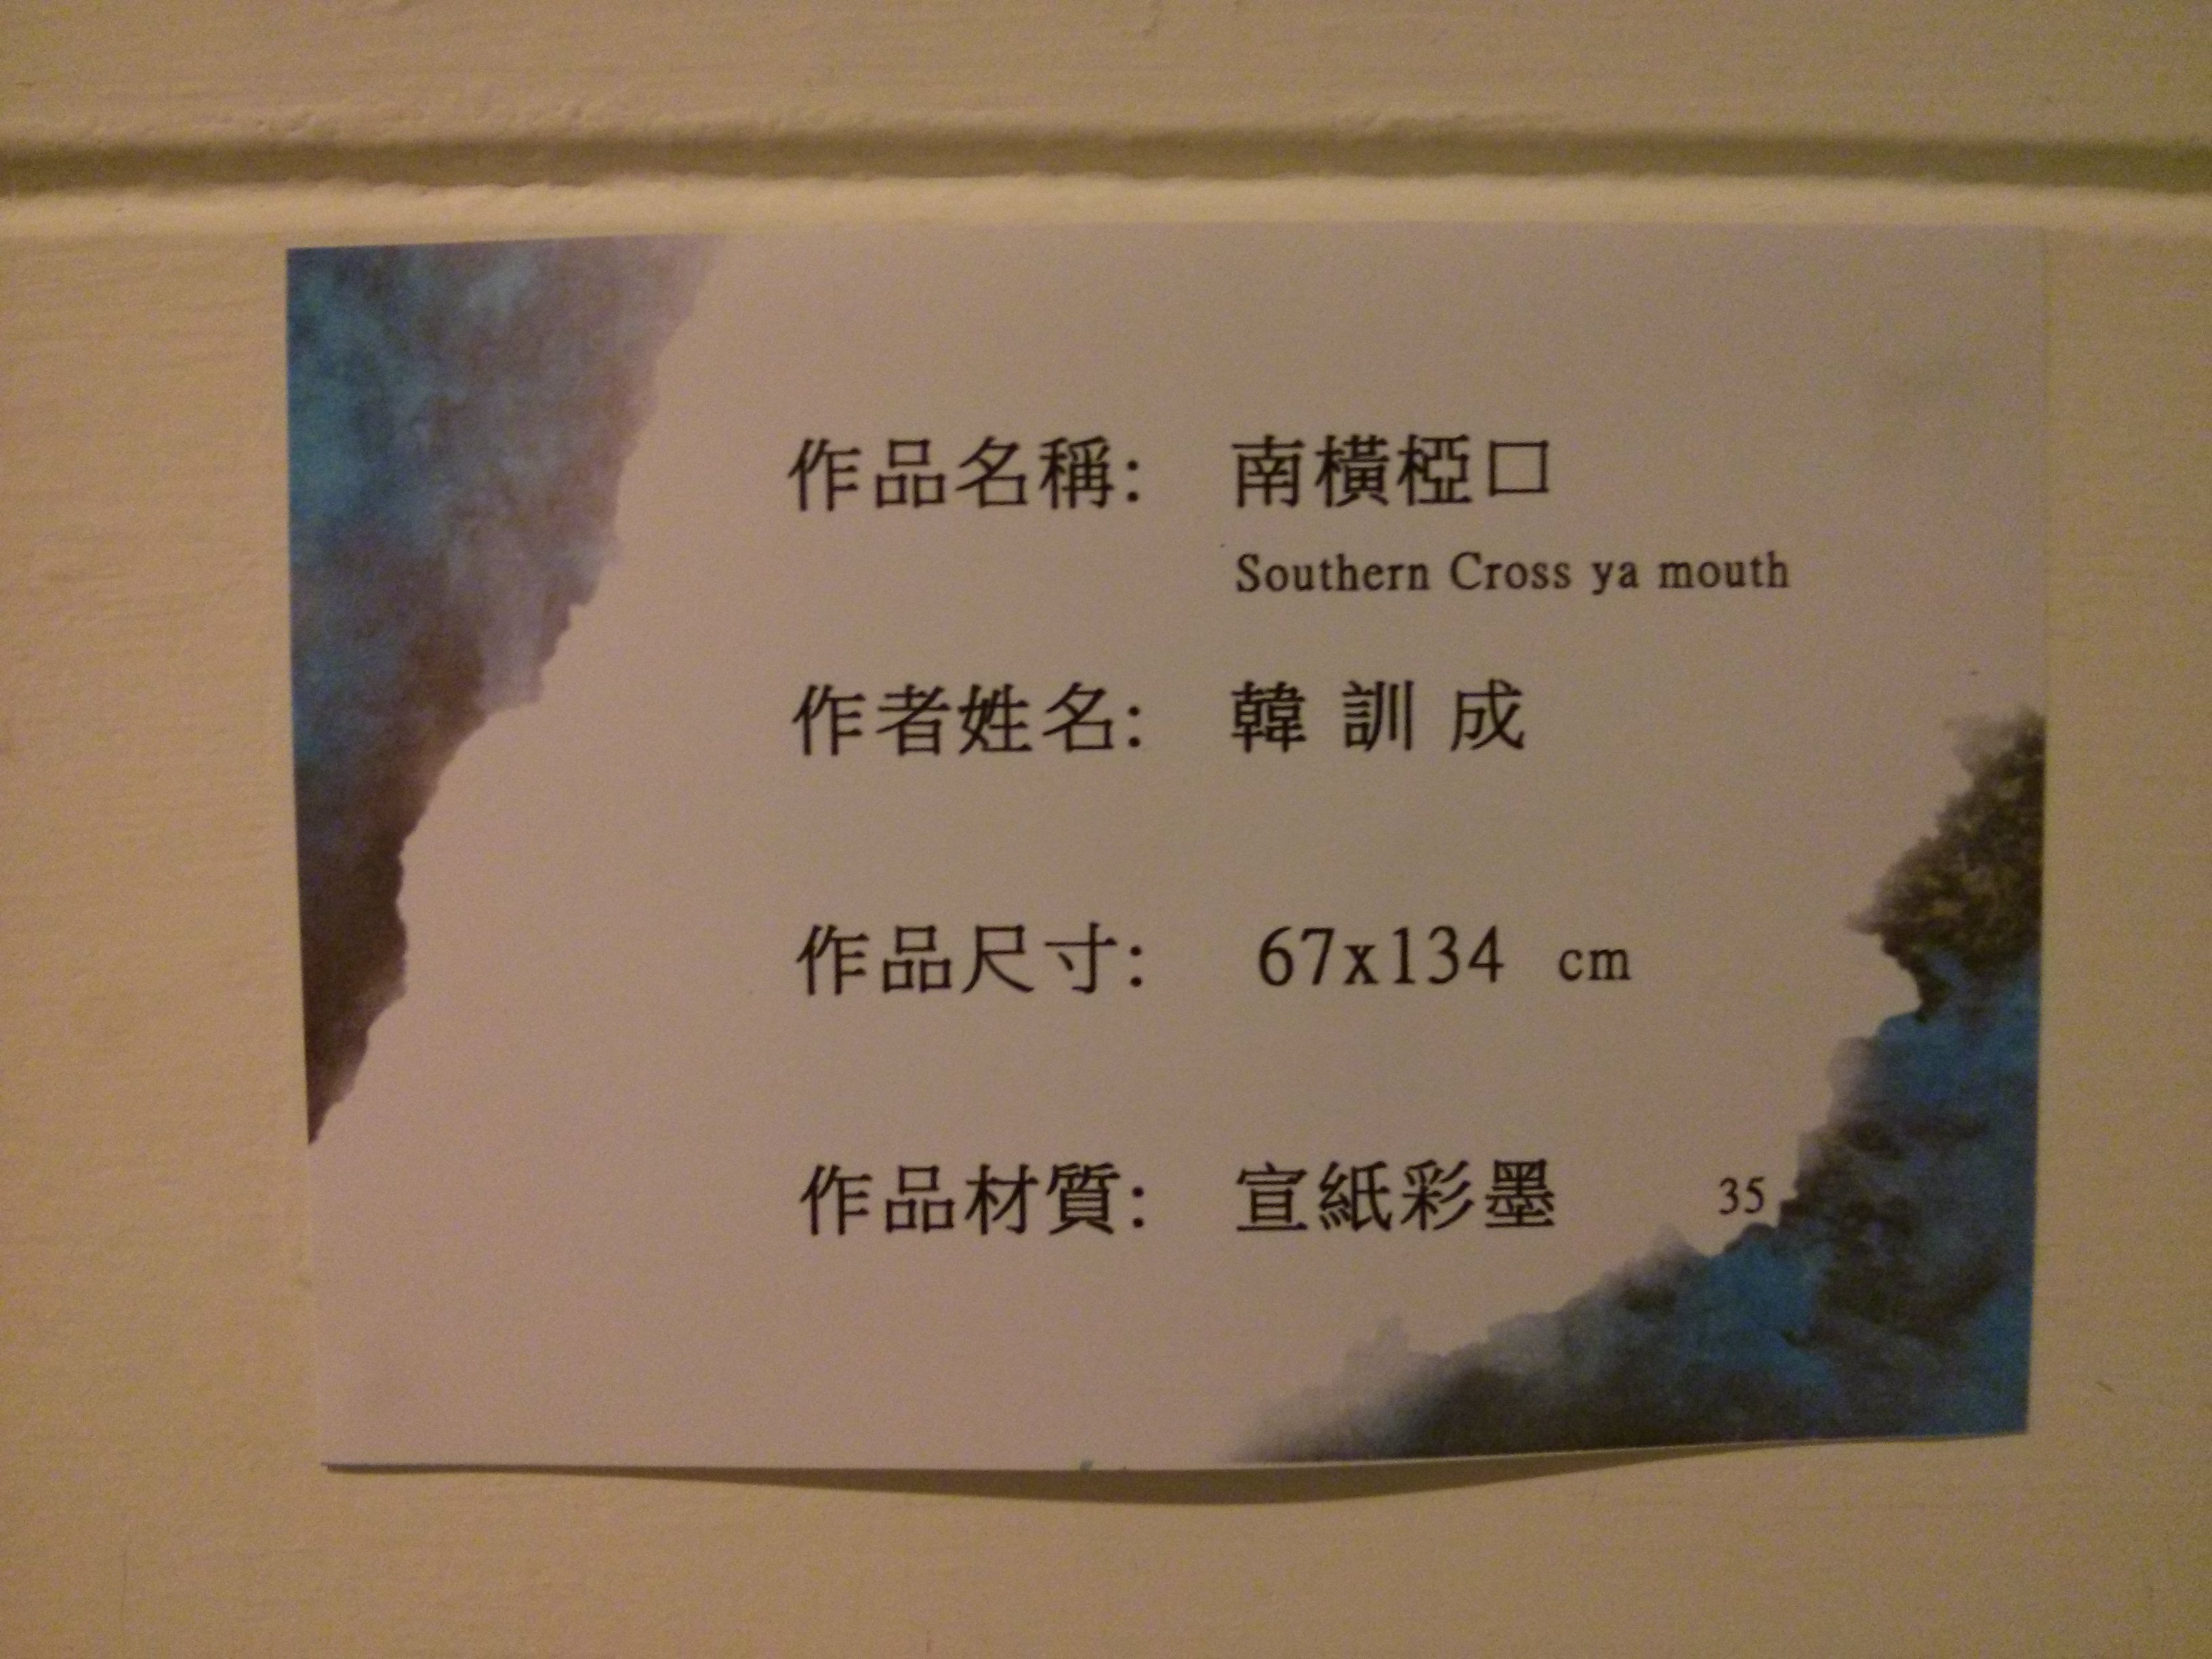 作品名稱: 南橫椏口
Southern Cross ya mouth
作者姓名: 韓 訓 成
作品尺寸: 67x134 cm
作品材質: 宣紙彩墨 35